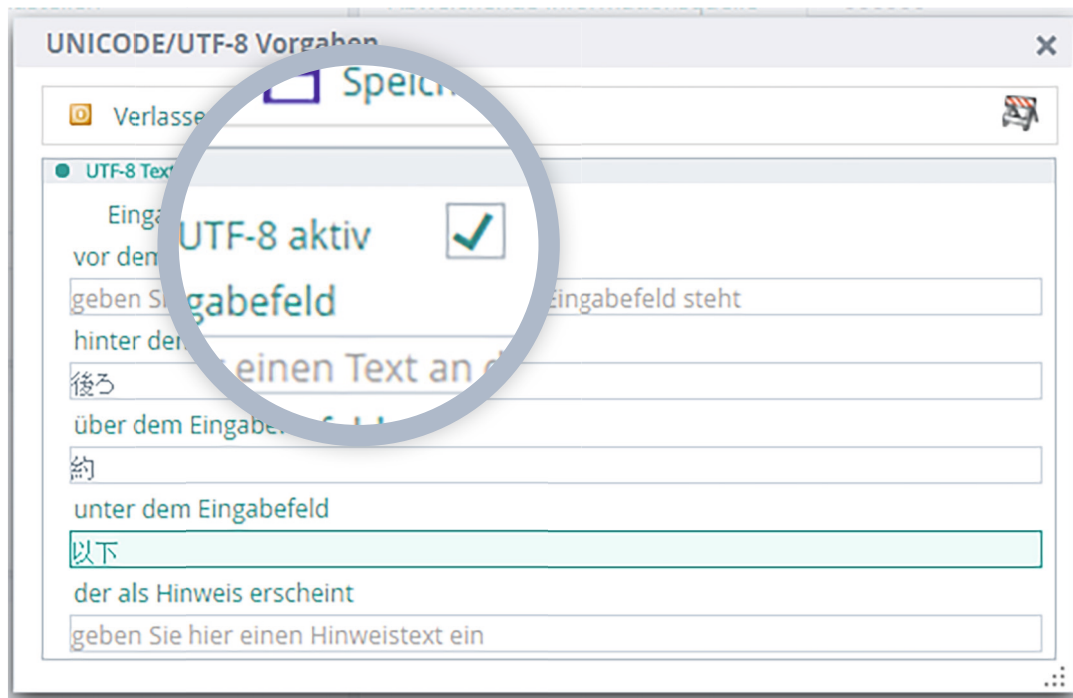 UNICODE/UTF-8 Vorgaben
Speich
Verlasse
UTF-8 Text
Einga
UTF-8 aktiv
vor dem
gabefeld
geben Si
Eingabefeld steht
hinter dem
einen Text an d
後ろ
über dem Eingabe
約
unter dem Eingabefeld
以下
der als Hinweis erscheint
geben Sie hier einen Hinweistext ein